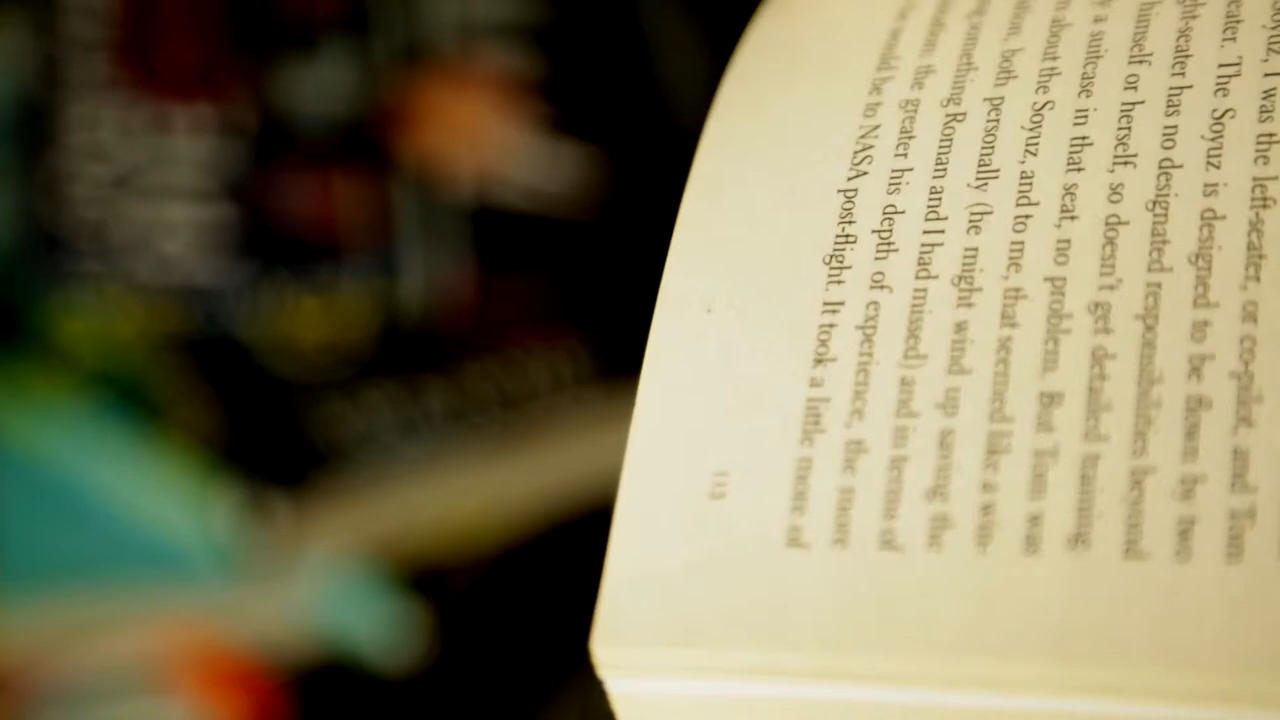 Soyuz, I was the left-seater, or co-pilot, and Tom
eater. The Soyuz is designed to be flown by two
ght-seater has no designated responsibilities beyond
himself or herself, so doesn't get detailed training
y a suitcase in that seat, no problem. But Tom was
n about the Soyuz, and to me, that seemed like a win-
tion, both personally (he might wind up saving the
something Roman and I had missed) and in terms of
the greater his depth of experience, the more
would be to NASA post-flight. It took a little more of
113